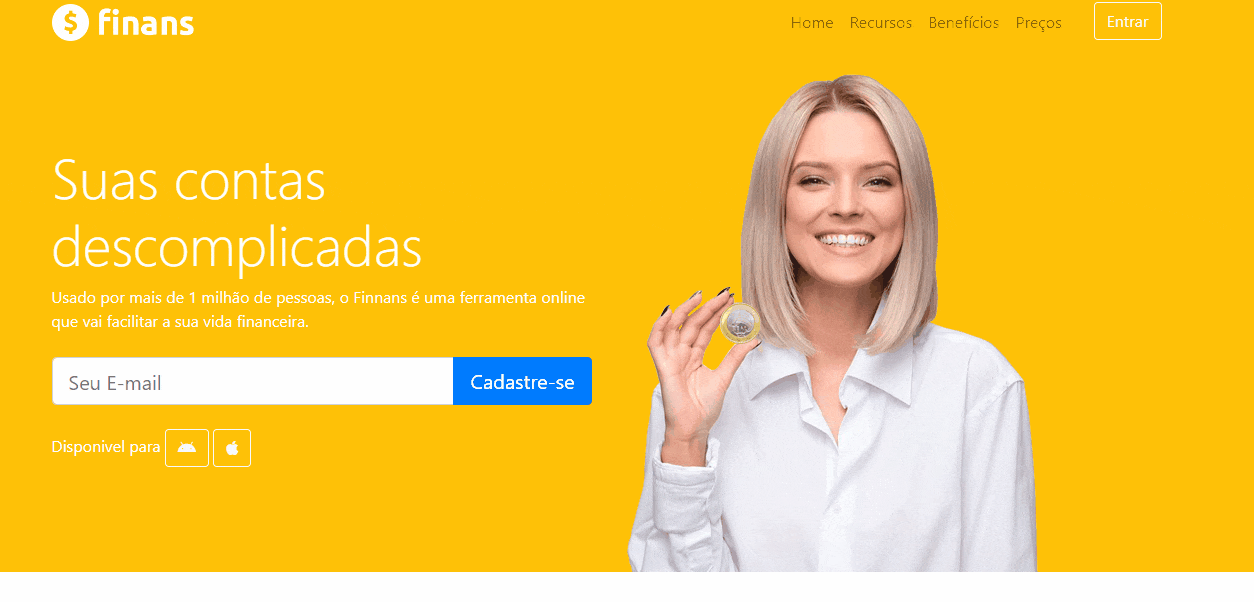 $ finans
Home Recursos Benefícios Preços Entrar
Suas contas
descomplicadas
Usado por mais de 1 milhão de pessoas, o Finnans é uma ferramenta online
que vai facilitar a sua vida financeira.
Seu E-mail Cadastre-se
Disponivel para